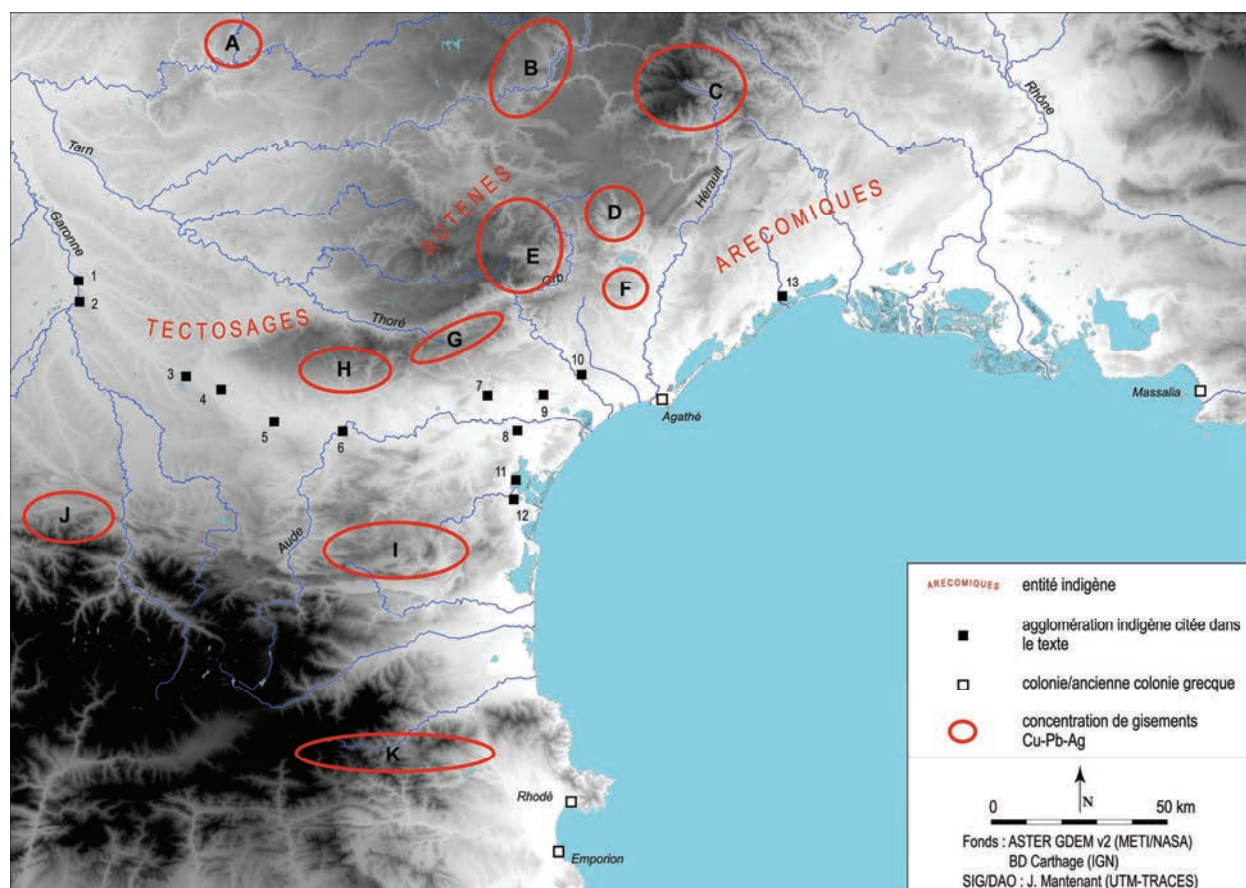 A
B
C
Rhône
Tarn
Hérault
RUTENES
D
ARECOMIQUES
Garonne
E
Orb
F
1
2
13
TECTOSAGES
Thoré
G
H
10
3
4
7
9
Agathé
Massalia
5
6
8
11
12
J
Aude
I
K
Rhodè
Emporion
ARECOMIQUES entité indigène
agglomération indigène citée dans
le texte
colonie/ancienne colonie grecque
concentration de gisements
Cu-Pb-Ag
0 N 50 km
Fonds : ASTER GDEM v2 (METI/NASA)
BD Carthage (IGN)
SIG/DAO : J. Mantenant (UTM-TRACES)